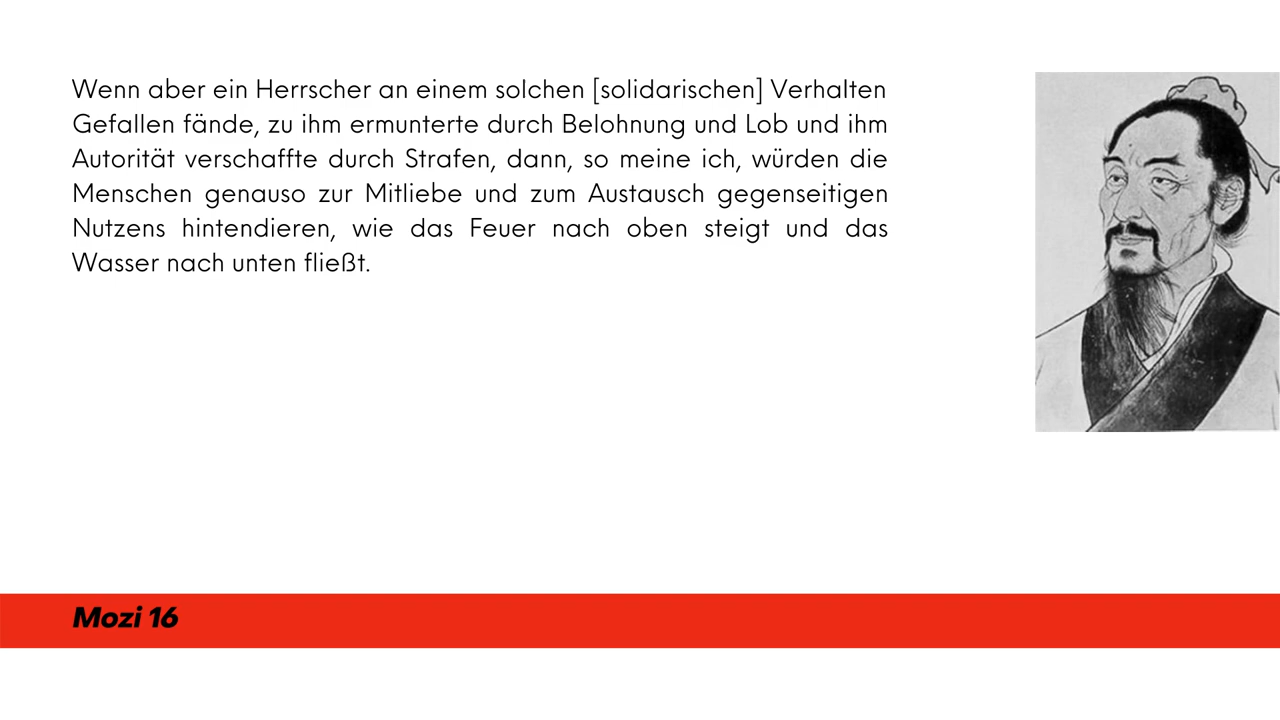 Wenn aber ein Herrscher an einem solchen [solidarischen] Verhalten
Gefallen fände, zu ihm ermunterte durch Belohnung und Lob und ihm
Autorität verschaffte durch Strafen, dann, so meine ich, würden die
Menschen genauso zur Mitliebe und zum Austausch gegenseitigen
Nutzens hintendieren, wie das Feuer nach oben steigt und das
Wasser nach unten fließt.
Mozi 16